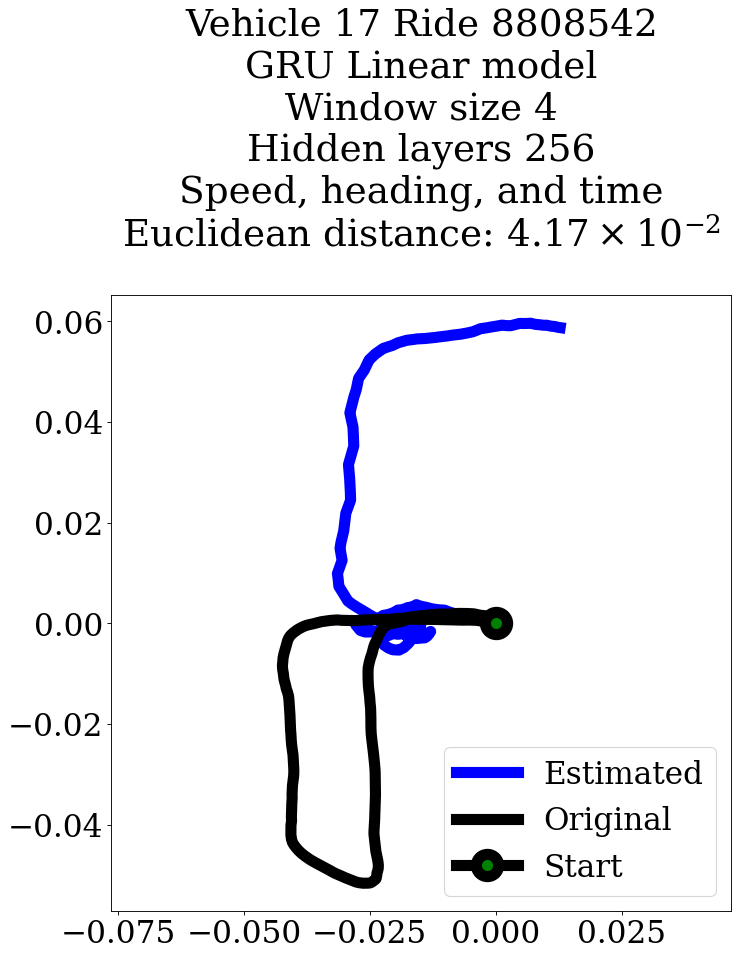 Vehicle 17 Ride 8808542
GRU Linear model
Window size 4
Hidden layers 256
Speed, heading, and time
Euclidean distance: 4.17 × 10⁻²
0.06
0.04
0.02
0.00
−0.02
−0.04
Estimated
Original
Start
−0.075 −0.050 −0.025 0.000 0.025